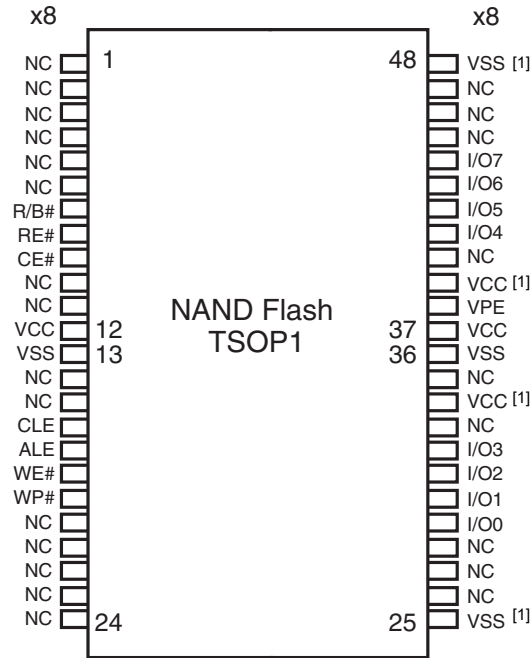 x8 x8
NC 1 48 VSS [1]
NC NC
NC NC
NC NC
NC I/O7
NC I/O6
R/B# I/O5
RE# I/O4
CE# NC
NC VCC [1]
NC VPE
VCC 12 37 VCC
VSS 13 36 VSS
NAND Flash
TSOP1
NC NC
NC VCC [1]
CLE NC
ALE I/O3
WE# I/O2
WP# I/O1
NC I/O0
NC NC
NC NC
NC NC
NC 24 25 VSS [1]